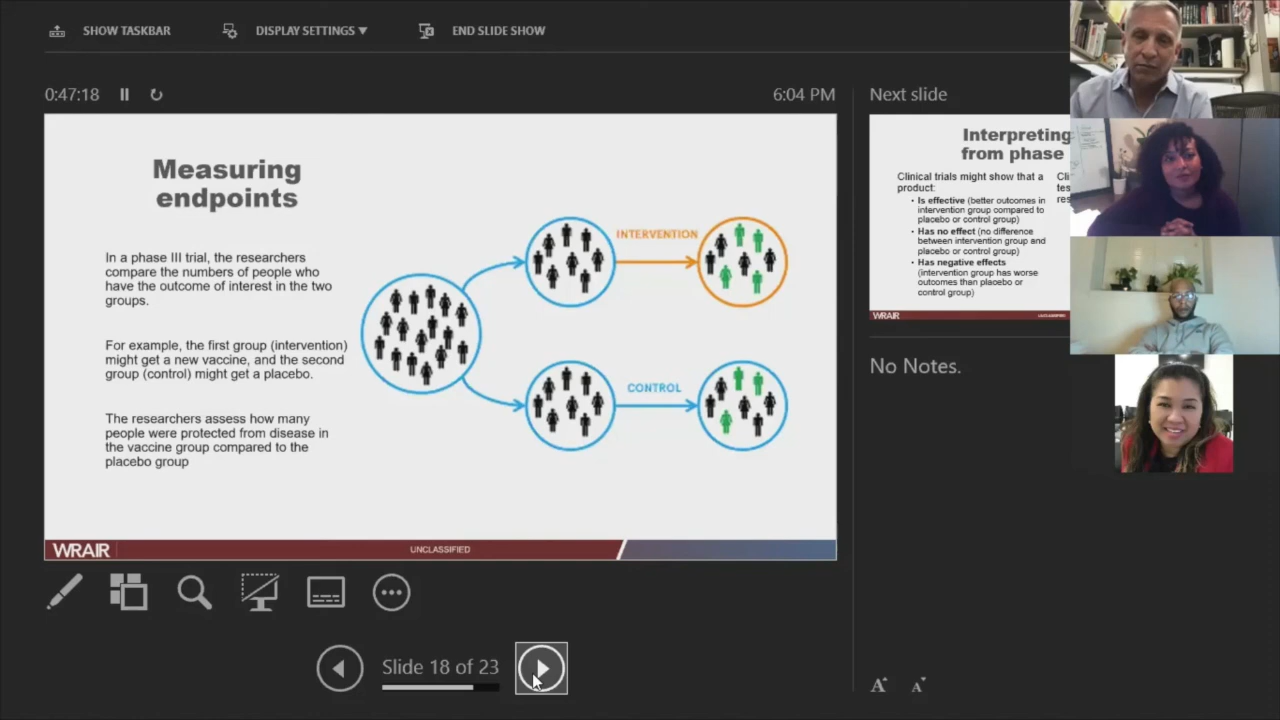 SHOW TASKBAR
DISPLAY SETTINGS ▼
END SLIDE SHOW
0:47:18
6:04 PM
Next slide
Measuring
endpoints
In a phase III trial, the researchers
compare the numbers of people who
have the outcome of interest in the two
groups.
For example, the first group (intervention)
might get a new vaccine, and the second
group (control) might get a placebo.
The researchers assess how many
people were protected from disease in
the vaccine group compared to the
placebo group
INTERVENTION
CONTROL
WRAIR
UNCLASSIFIED
Interpreting
from phase
Clinical trials might show that a
product:
• Is effective (better outcomes in
intervention group compared to
placebo or control group)
• Has no effect (no difference
between intervention group and
placebo or control group)
• Has negative effects
(intervention group has worse
outcomes than placebo or
control group)
WRAIR
No Notes.
Slide 18 of 23
A
A